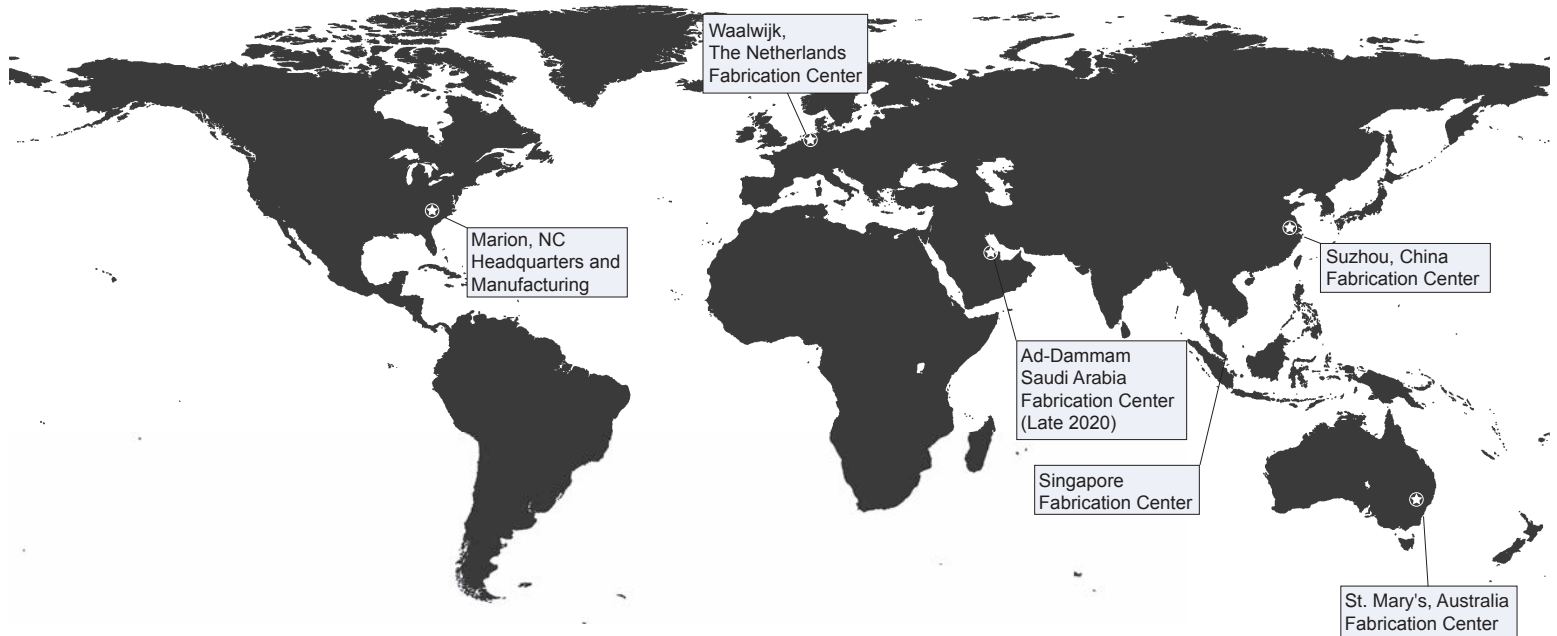 Waalwijk,
The Netherlands
Fabrication Center
Marion, NC
Headquarters and
Manufacturing
Suzhou, China
Fabrication Center
Ad-Dammam
Saudi Arabia
Fabrication Center
(Late 2020)
Singapore
Fabrication Center
St. Mary's, Australia
Fabrication Center